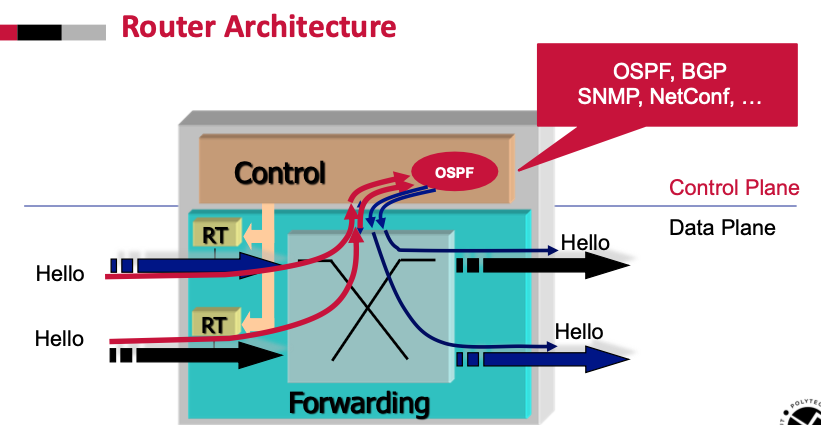 Router Architecture
OSPF, BGP
SNMP, NetConf, …
Control
OSPF
Control Plane
Data Plane
RT
Hello
Hello
RT
Hello
Hello
Forwarding